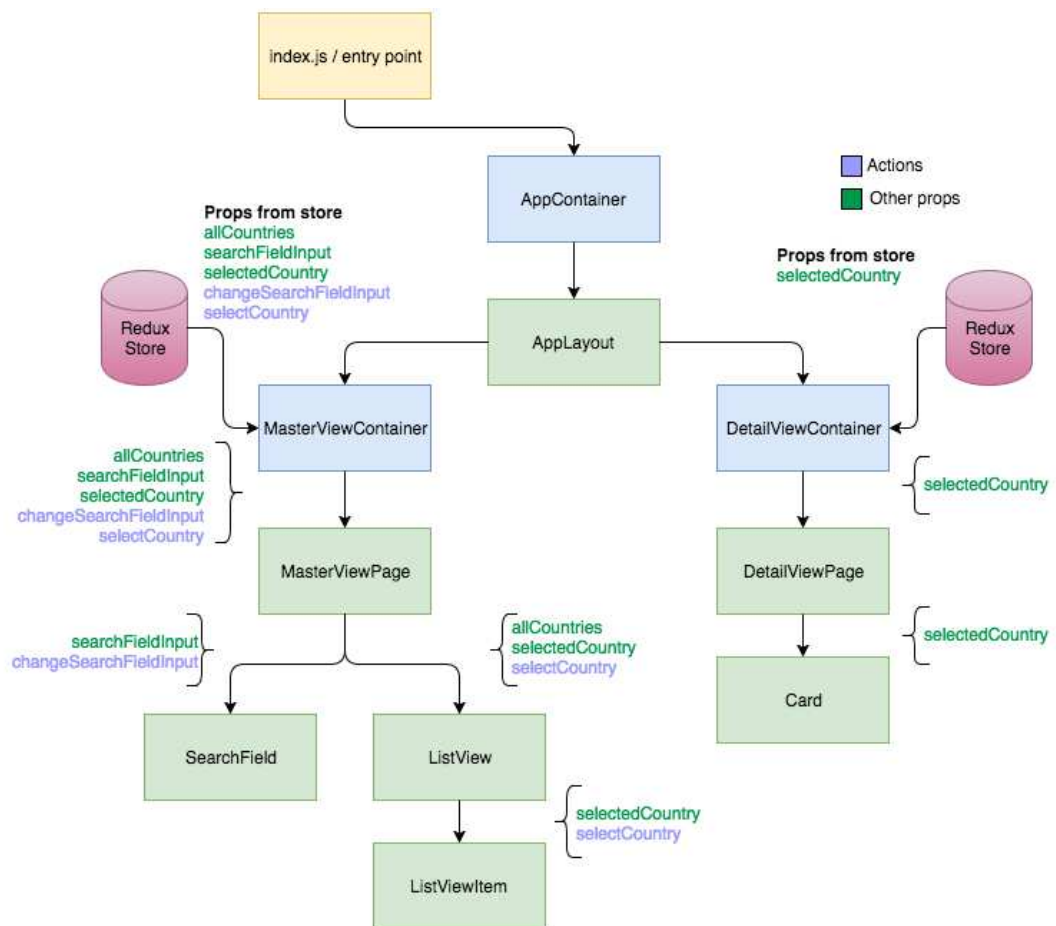 index.js / entry point
AppContainer
Actions
Other props
Props from store
allCountries
searchFieldInput
selectedCountry
changeSearchFieldInput
selectCountry
Props from store
selectedCountry
Redux
Store
AppLayout
Redux
Store
MasterViewContainer
DetailViewContainer
allCountries
searchFieldInput
selectedCountry
changeSearchFieldInput
selectCountry
selectedCountry
MasterViewPage
DetailViewPage
searchFieldInput
changeSearchFieldInput
allCountries
selectedCountry
selectCountry
selectedCountry
SearchField
ListView
Card
selectedCountry
selectCountry
ListViewItem